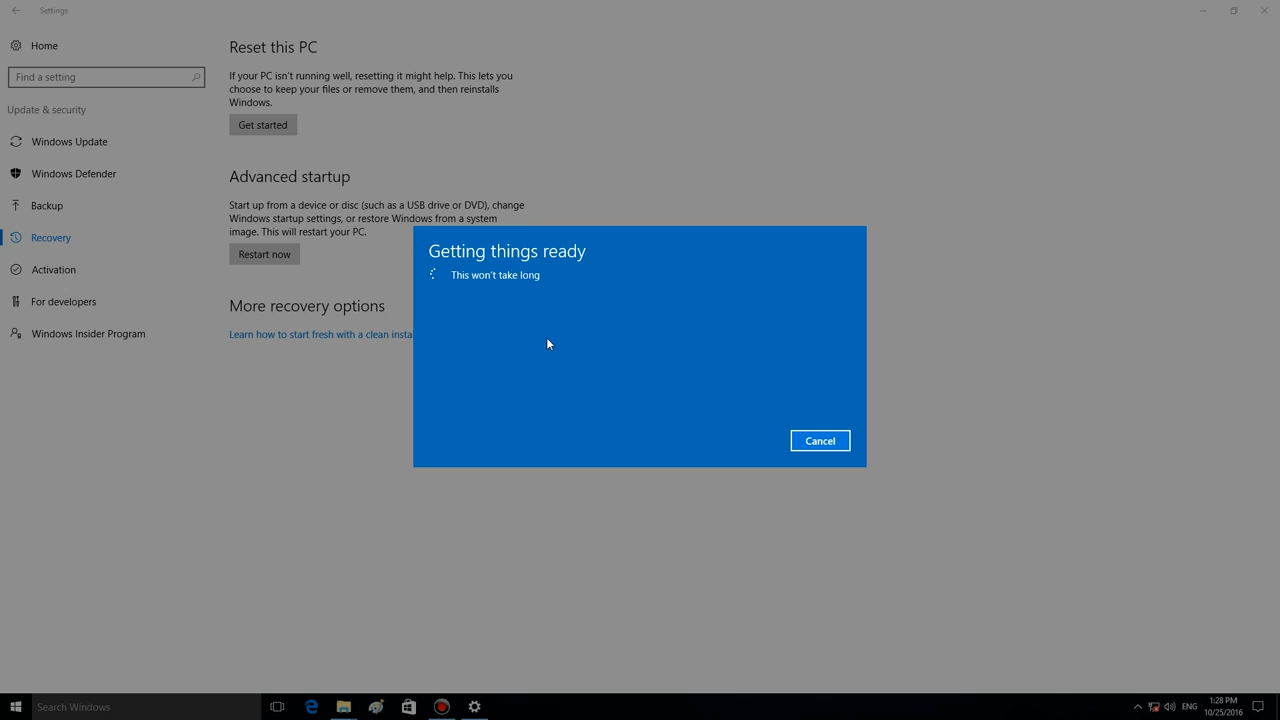 Settings
Home
Find a setting
Update & security
Windows Update
Windows Defender
Backup
Recovery
Activation
For developers
Windows Insider Program
Reset this PC
If your PC isn't running well, resetting it might help. This lets you
choose to keep your files or remove them, and then reinstalls
Windows.
Get started
Advanced startup
Start up from a device or disc (such as a USB drive or DVD), change
Windows startup settings, or restore Windows from a system
image. This will restart your PC.
Restart now
More recovery options
Learn how to start fresh with a clean insta
Getting things ready
This won't take long
Cancel
Search Windows
ENG
1:28 PM
10/25/2016